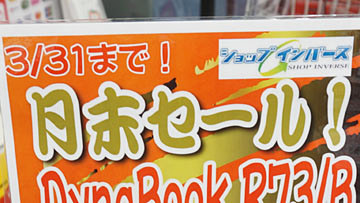 3/31まで！
ショップインバース
SHOP INVERSE
月末セール！
DynaBook R73/B